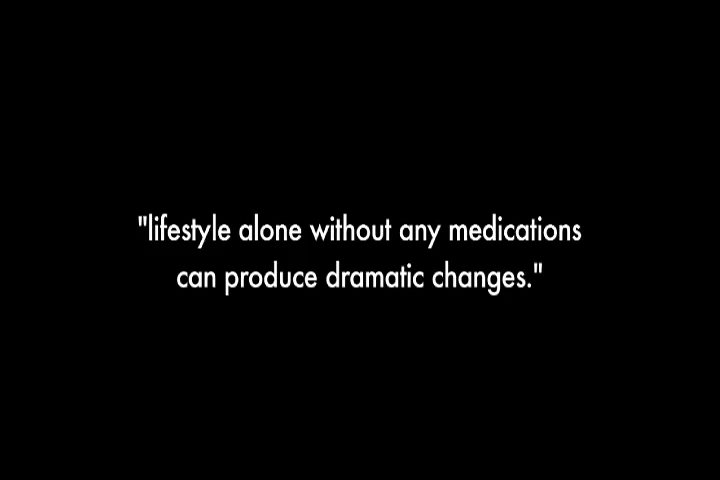 "lifestyle alone without any medications
can produce dramatic changes."